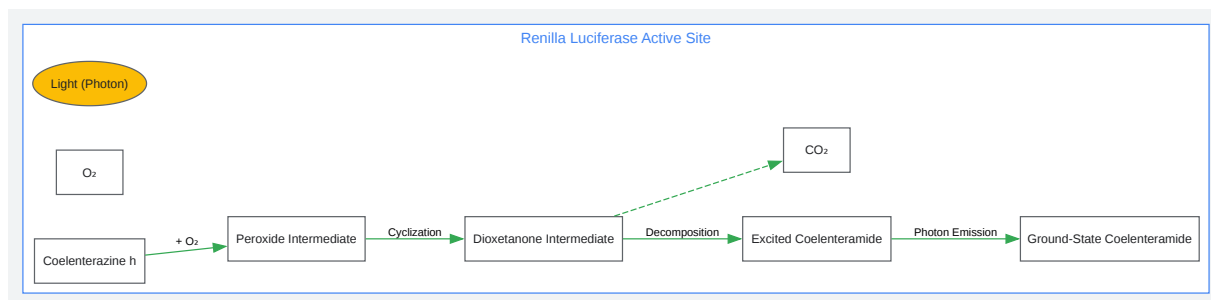 Renilla Luciferase Active Site
Light (Photon)
O₂
CO₂
Coelenterazine h
+ O₂
Peroxide Intermediate
Cyclization
Dioxetanone Intermediate
Decomposition
Excited Coelenteramide
Photon Emission
Ground-State Coelenteramide